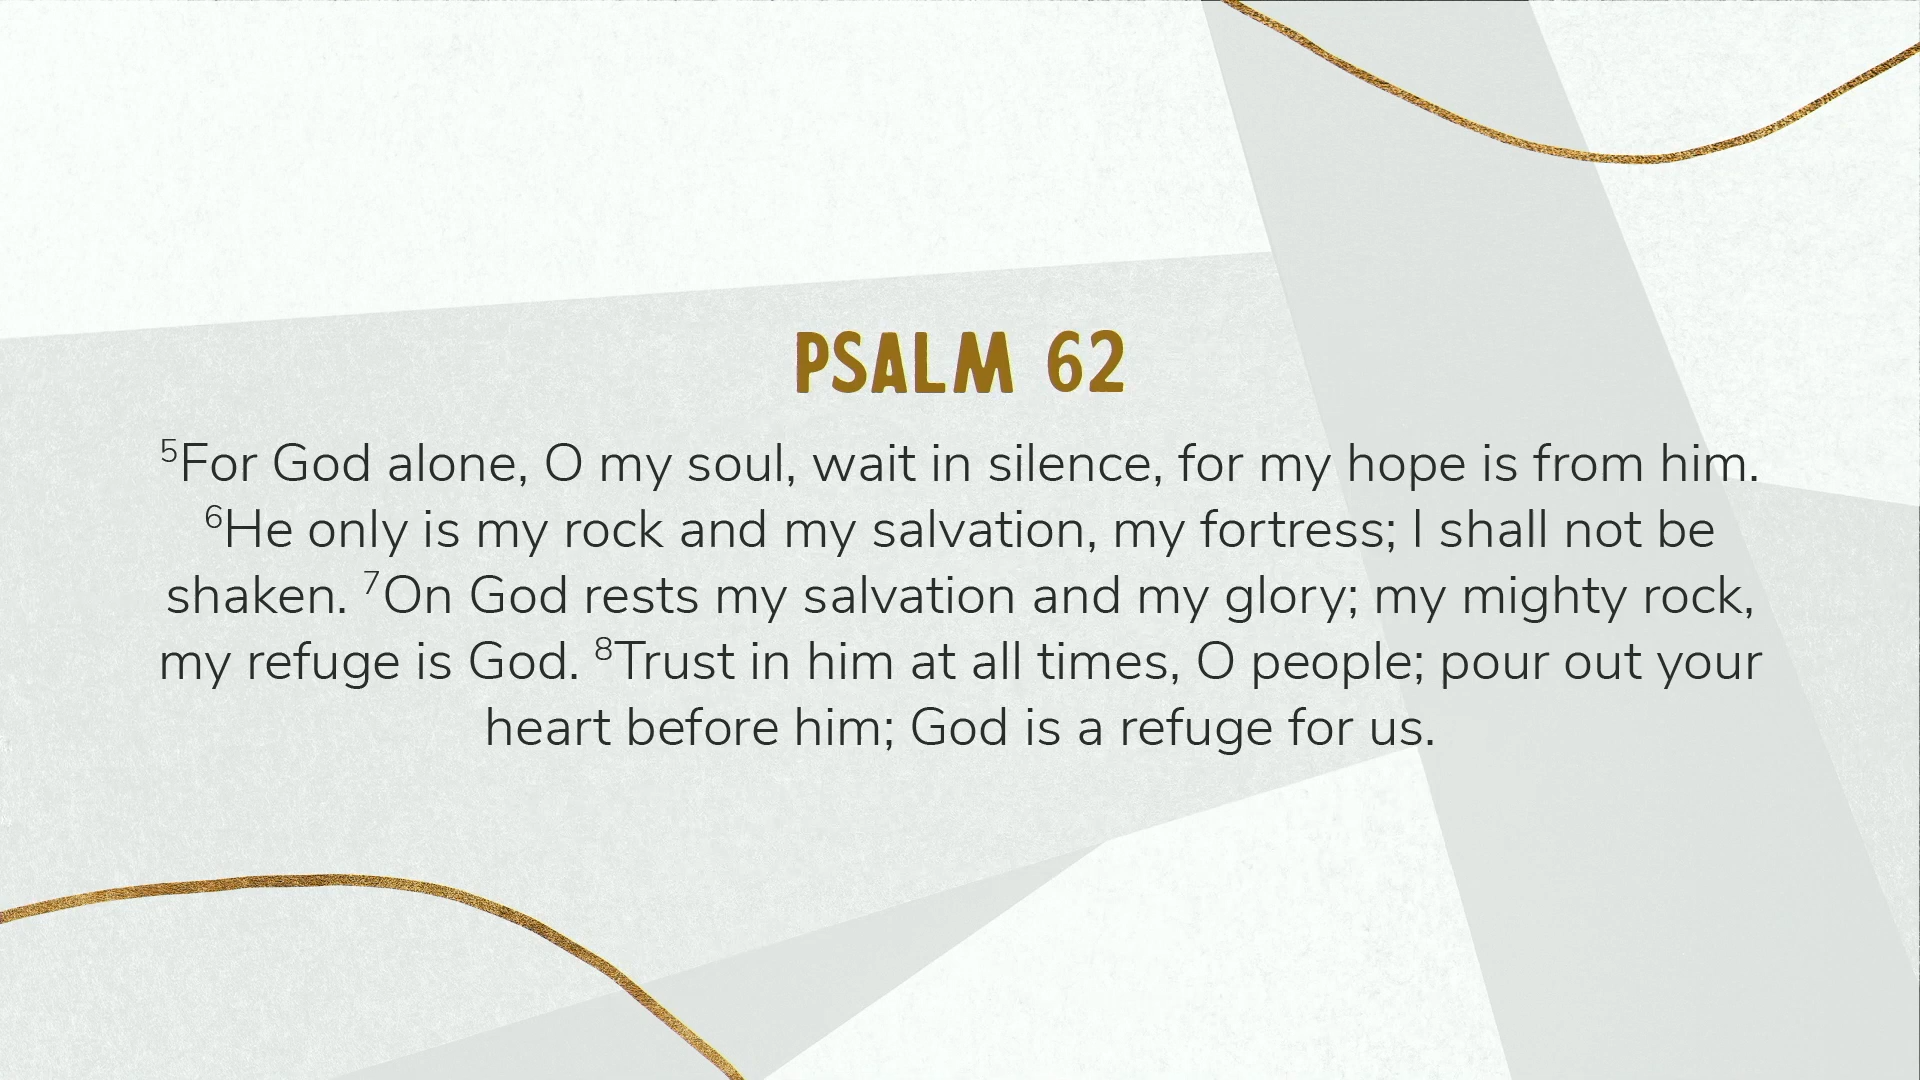 PSALM 62
⁵For God alone, O my soul, wait in silence, for my hope is from him.
⁶He only is my rock and my salvation, my fortress; I shall not be
shaken. ⁷On God rests my salvation and my glory; my mighty rock,
my refuge is God. ⁸Trust in him at all times, O people; pour out your
heart before him; God is a refuge for us.